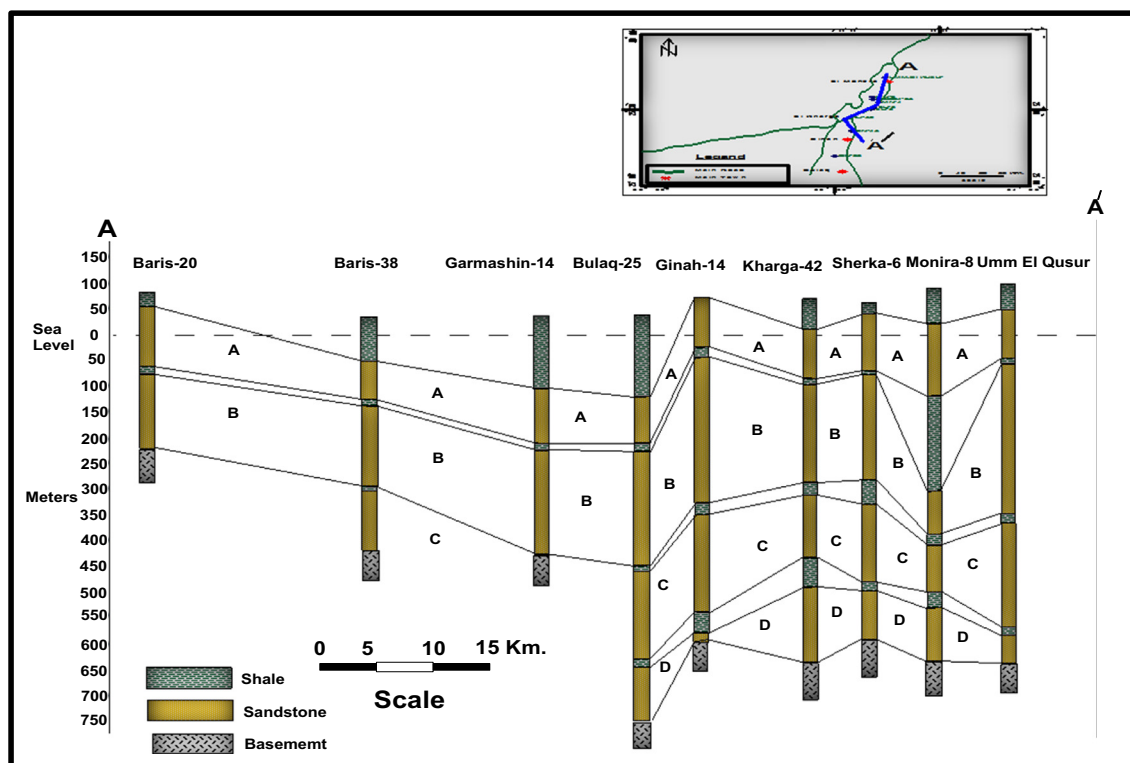 N
A
A/
Legend
A
A/
Baris-20 Baris-38 Garmashin-14 Bulaq-25 Ginah-14 Kharga-42 Sherka-6 Monira-8 Umm El Qusur
150
100
50
Sea Level 0
50
100
150
200
250
Meters 300
350
400
450
500
550
600
650
700
750
A A A A A A A
B B B B B B B
C C C C C C
D D D D D
0 5 10 15 Km.
Scale
Shale
Sandstone
Basememt